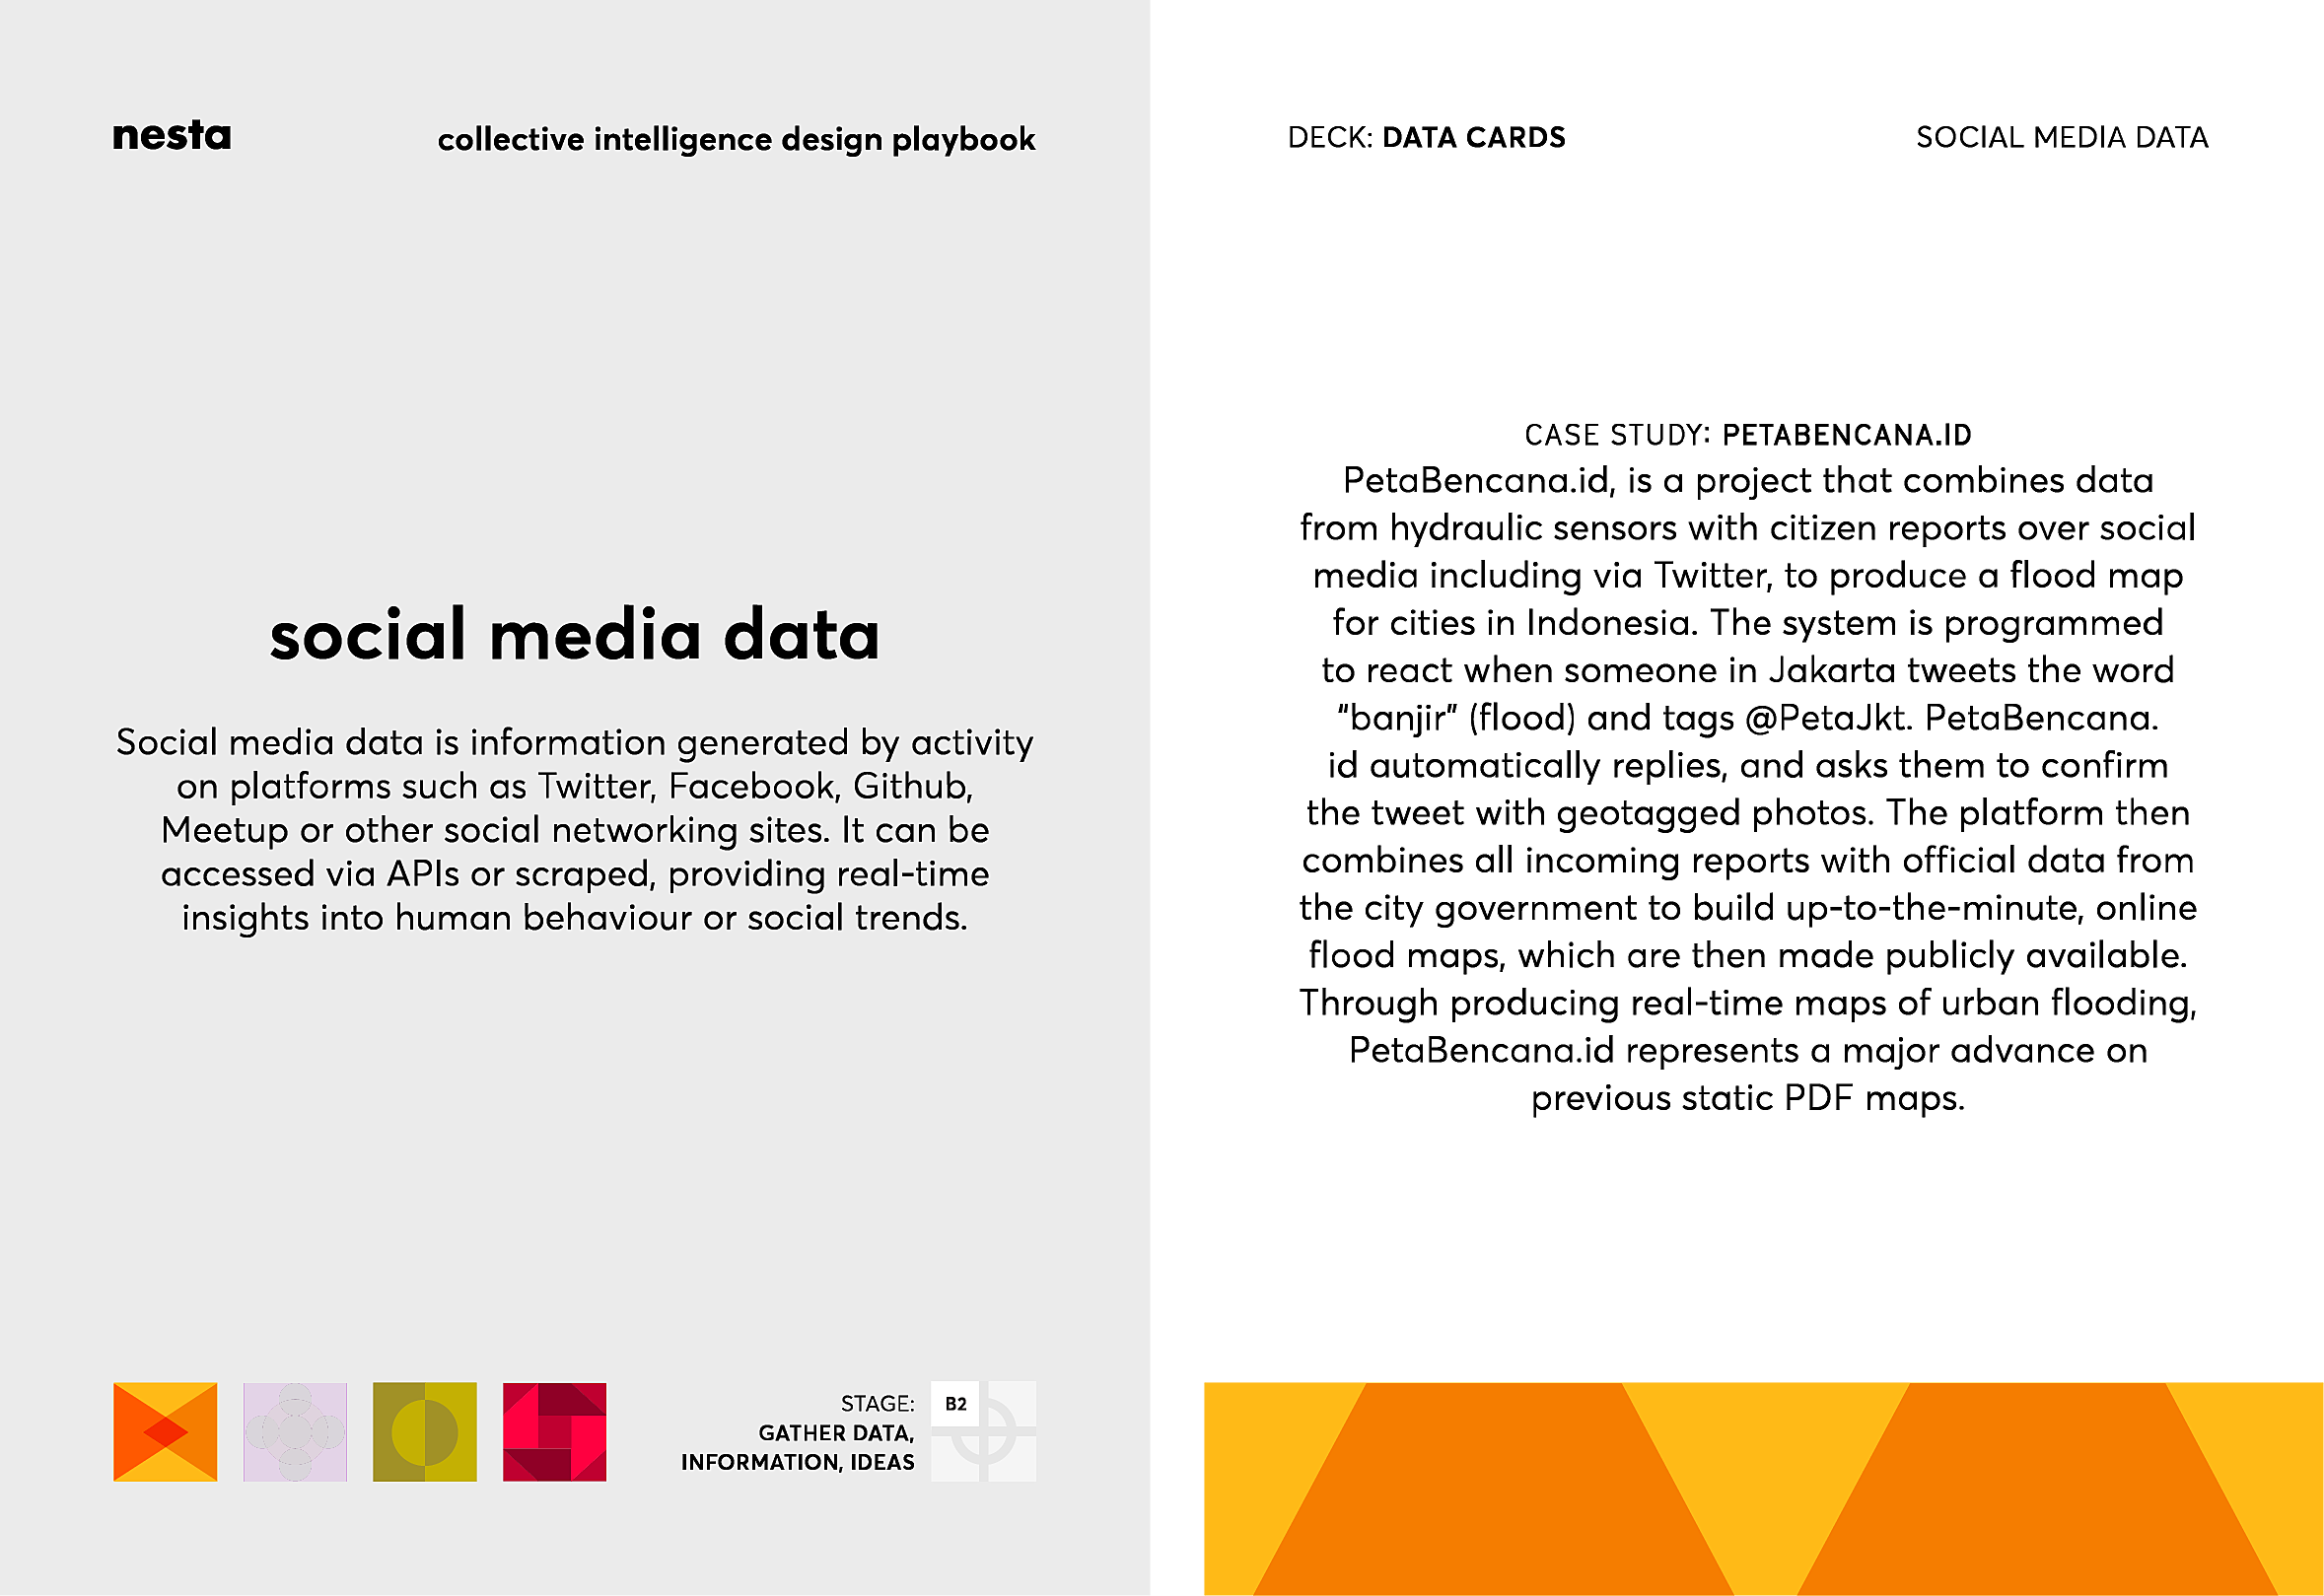 nesta
collective intelligence design playbook
social media data
Social media data is information generated by activity
on platforms such as Twitter, Facebook, Github,
Meetup or other social networking sites. It can be
accessed via APIs or scraped, providing real-time
insights into human behaviour or social trends.
STAGE:
GATHER DATA,
INFORMATION, IDEAS
B2
DECK: DATA CARDS
SOCIAL MEDIA DATA
CASE STUDY: PETABENCANA.ID
PetaBencana.id, is a project that combines data
from hydraulic sensors with citizen reports over social
media including via Twitter, to produce a flood map
for cities in Indonesia. The system is programmed
to react when someone in Jakarta tweets the word
"banjir" (flood) and tags @PetaJkt. PetaBencana.
id automatically replies, and asks them to confirm
the tweet with geotagged photos. The platform then
combines all incoming reports with official data from
the city government to build up-to-the-minute, online
flood maps, which are then made publicly available.
Through producing real-time maps of urban flooding,
PetaBencana.id represents a major advance on
previous static PDF maps.